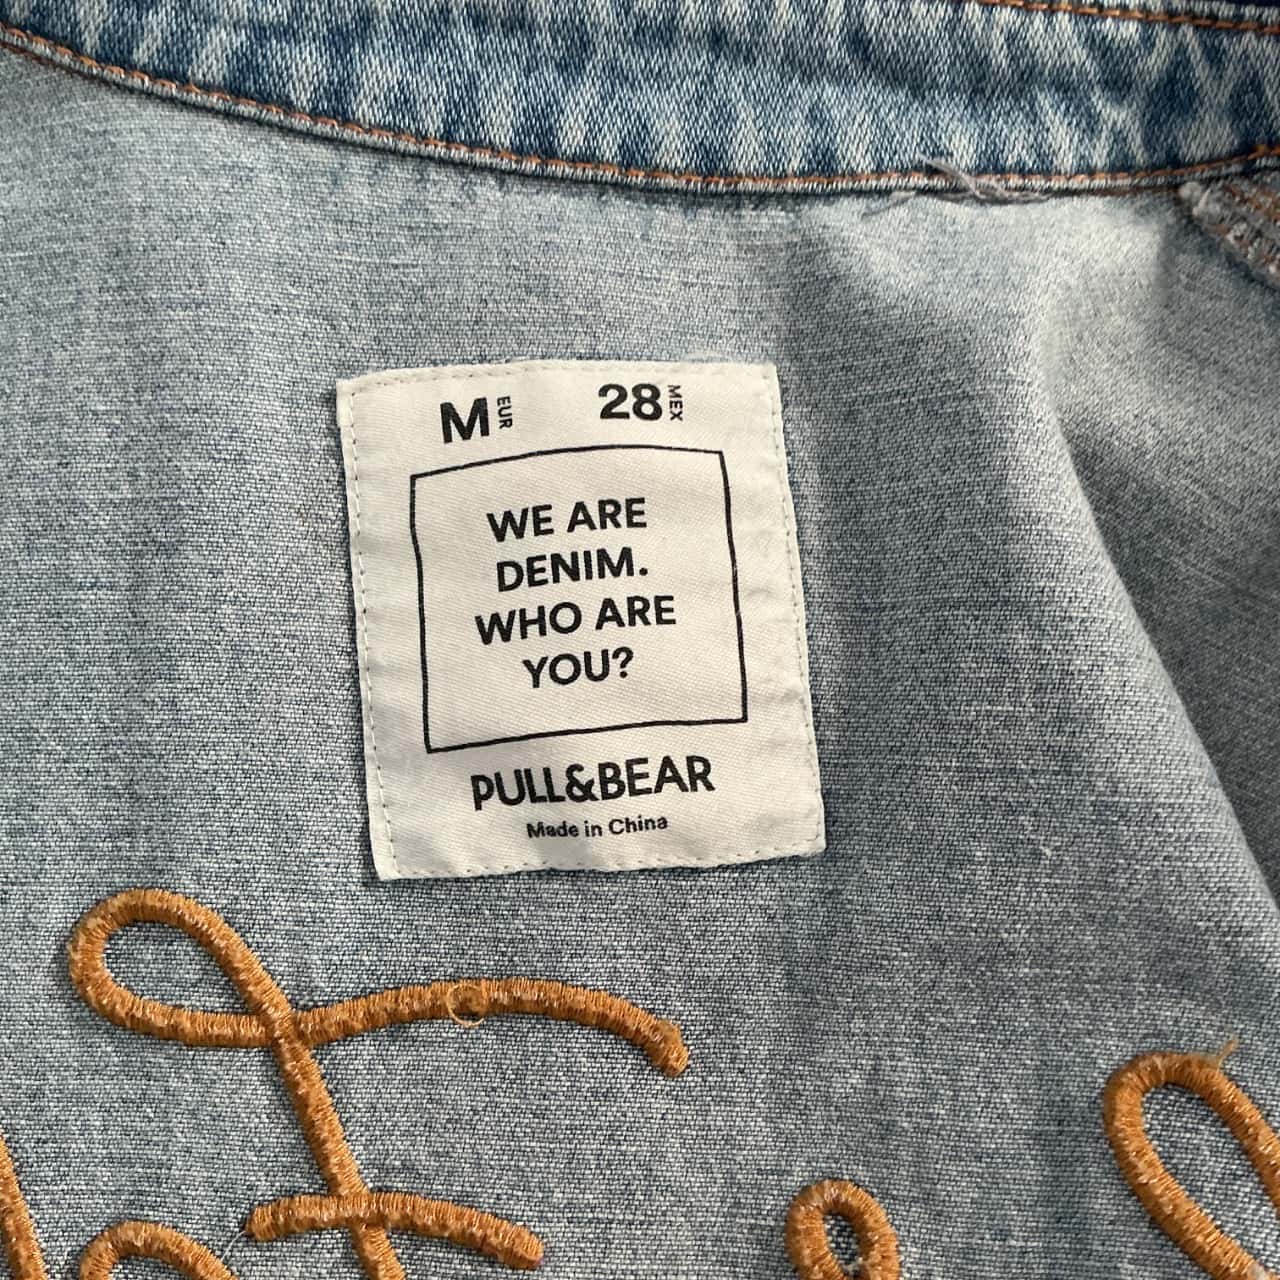 M EUR 28 MEX
WE ARE
DENIM.
WHO ARE
YOU?
PULL&BEAR
Made in China